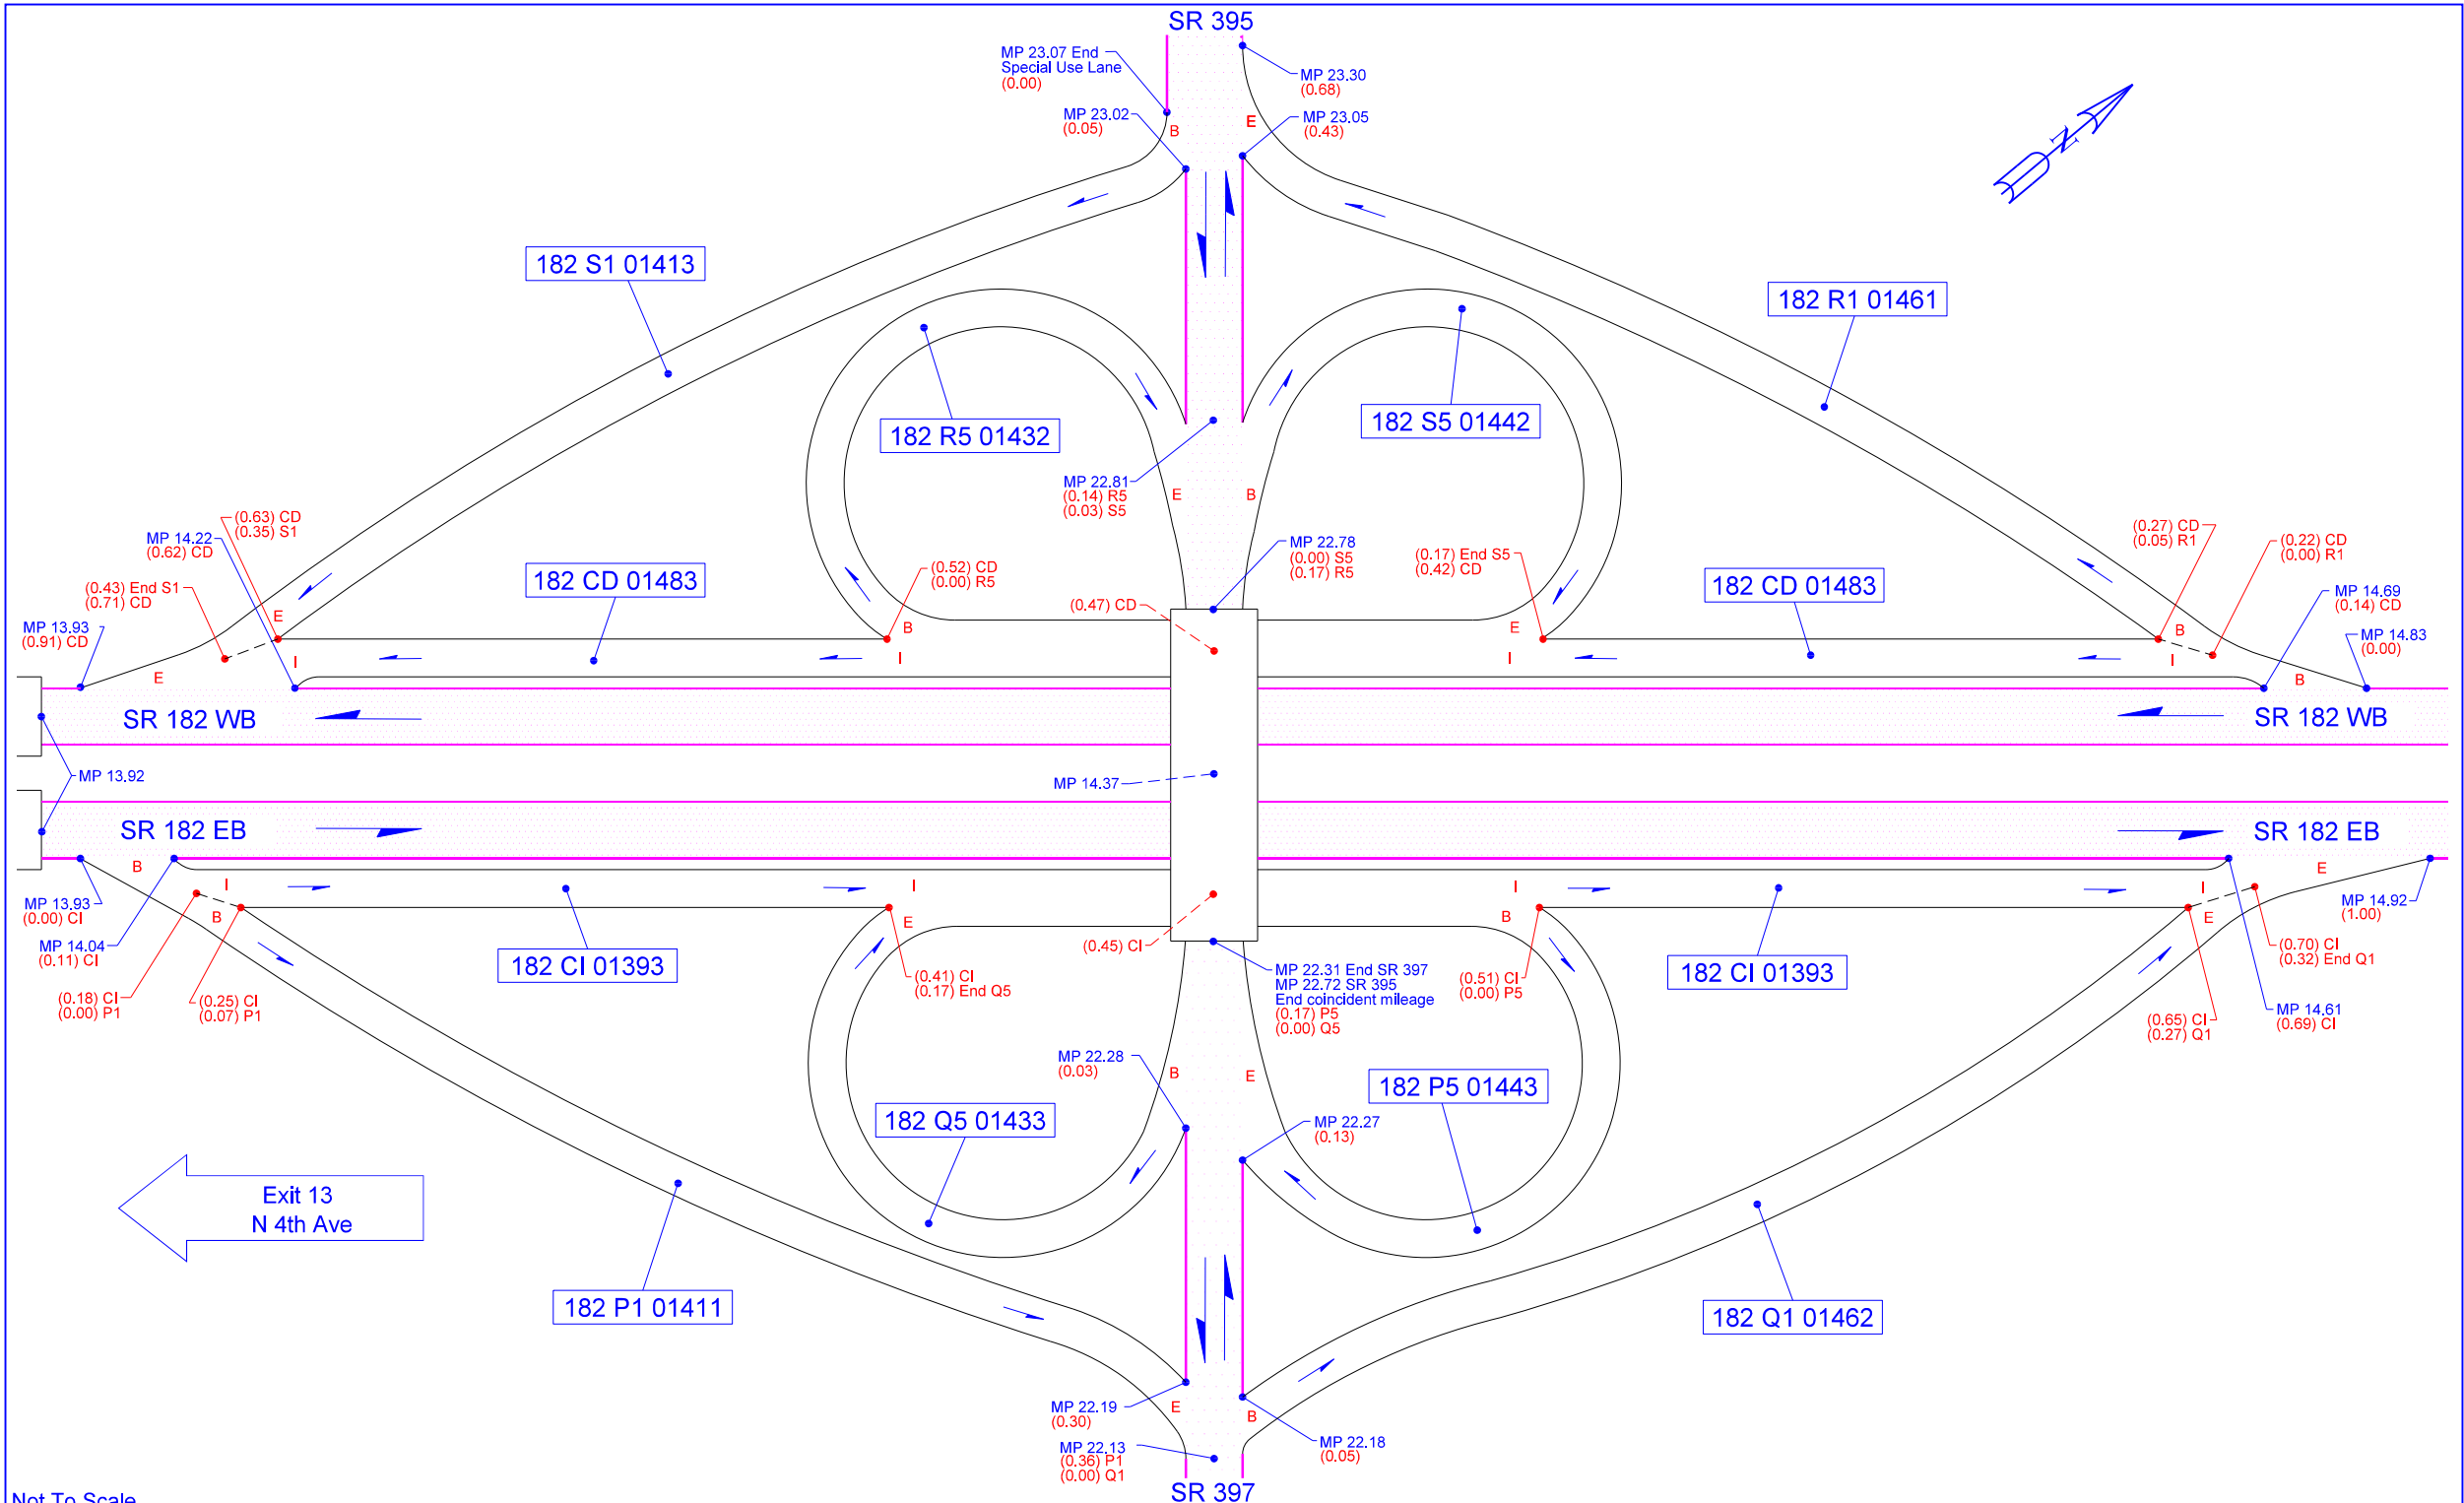 SR 395
MP 23.07 End
Special Use Lane
(0.00)
MP 23.30
(0.68)
MP 23.02
(0.05)
MP 23.05
(0.43)
B
E
N
182 S1 01413
182 R1 01461
182 R5 01432
182 S5 01442
MP 22.81
(0.14) R5
(0.03) S5
E
B
(0.63) CD
(0.35) S1
MP 14.22
(0.62) CD
(0.43) End S1
(0.71) CD
MP 13.93
(0.91) CD
182 CD 01483
(0.52) CD
(0.00) R5
MP 22.78
(0.00) S5
(0.17) R5
(0.47) CD
(0.17) End S5
(0.42) CD
182 CD 01483
(0.27) CD
(0.05) R1
(0.22) CD
(0.00) R1
MP 14.69
(0.14) CD
MP 14.83
(0.00)
E
B
E
B
I
I
I
I
E
B
SR 182 WB
SR 182 WB
MP 13.92
MP 14.37
SR 182 EB
SR 182 EB
B
E
I
I
I
I
B
E
B
E
MP 13.93
(0.00) CI
MP 14.04
(0.11) CI
(0.18) CI
(0.00) P1
(0.25) CI
(0.07) P1
182 CI 01393
(0.41) CI
(0.17) End Q5
(0.45) CI
MP 22.31 End SR 397
MP 22.72 SR 395
End coincident mileage
(0.17) P5
(0.00) Q5
(0.51) CI
(0.00) P5
182 CI 01393
MP 14.92
(1.00)
(0.70) CI
(0.32) End Q1
MP 14.61
(0.69) CI
(0.65) CI
(0.27) Q1
MP 22.28
(0.03)
B
E
182 Q5 01433
182 P5 01443
MP 22.27
(0.13)
Exit 13
N 4th Ave
182 P1 01411
182 Q1 01462
MP 22.19
(0.30)
E
B
MP 22.18
(0.05)
MP 22.13
(0.36) P1
(0.00) Q1
SR 397
Not To Scale